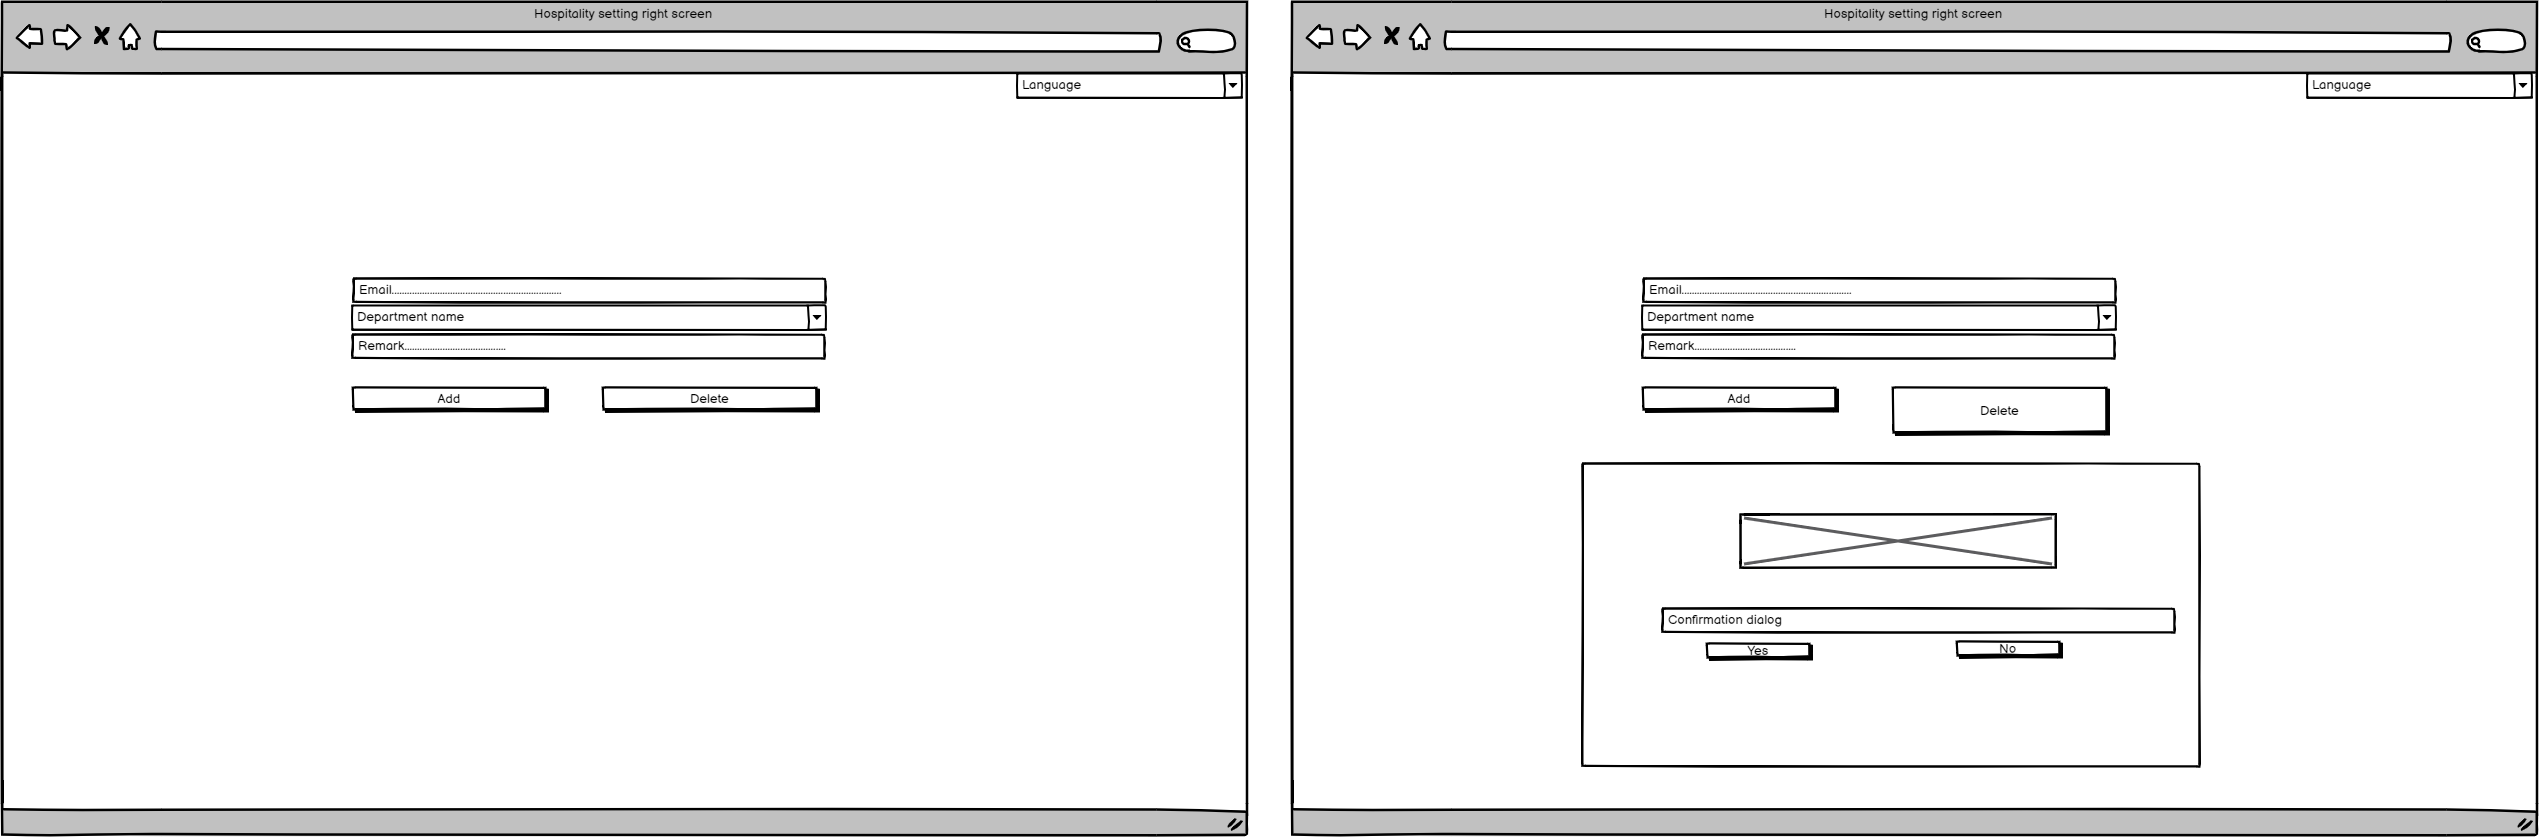 Hospitality setting right screen
Language
Email..........................................................................
Department name
Remark............................................
Add
Delete
Hospitality setting right screen
Language
Email..........................................................................
Department name
Remark............................................
Add
Delete
Confirmation dialog
Yes
No